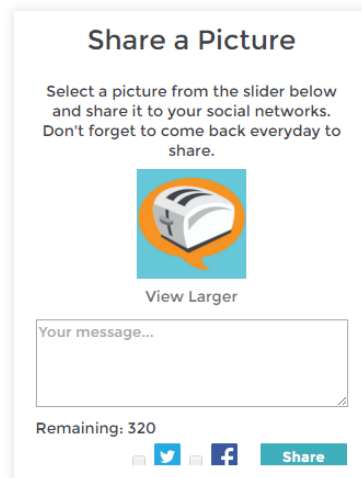 Share a Picture
Select a picture from the slider below
and share it to your social networks.
Don't forget to come back everyday to
share.
View Larger
Your message...
Remaining: 320
Share